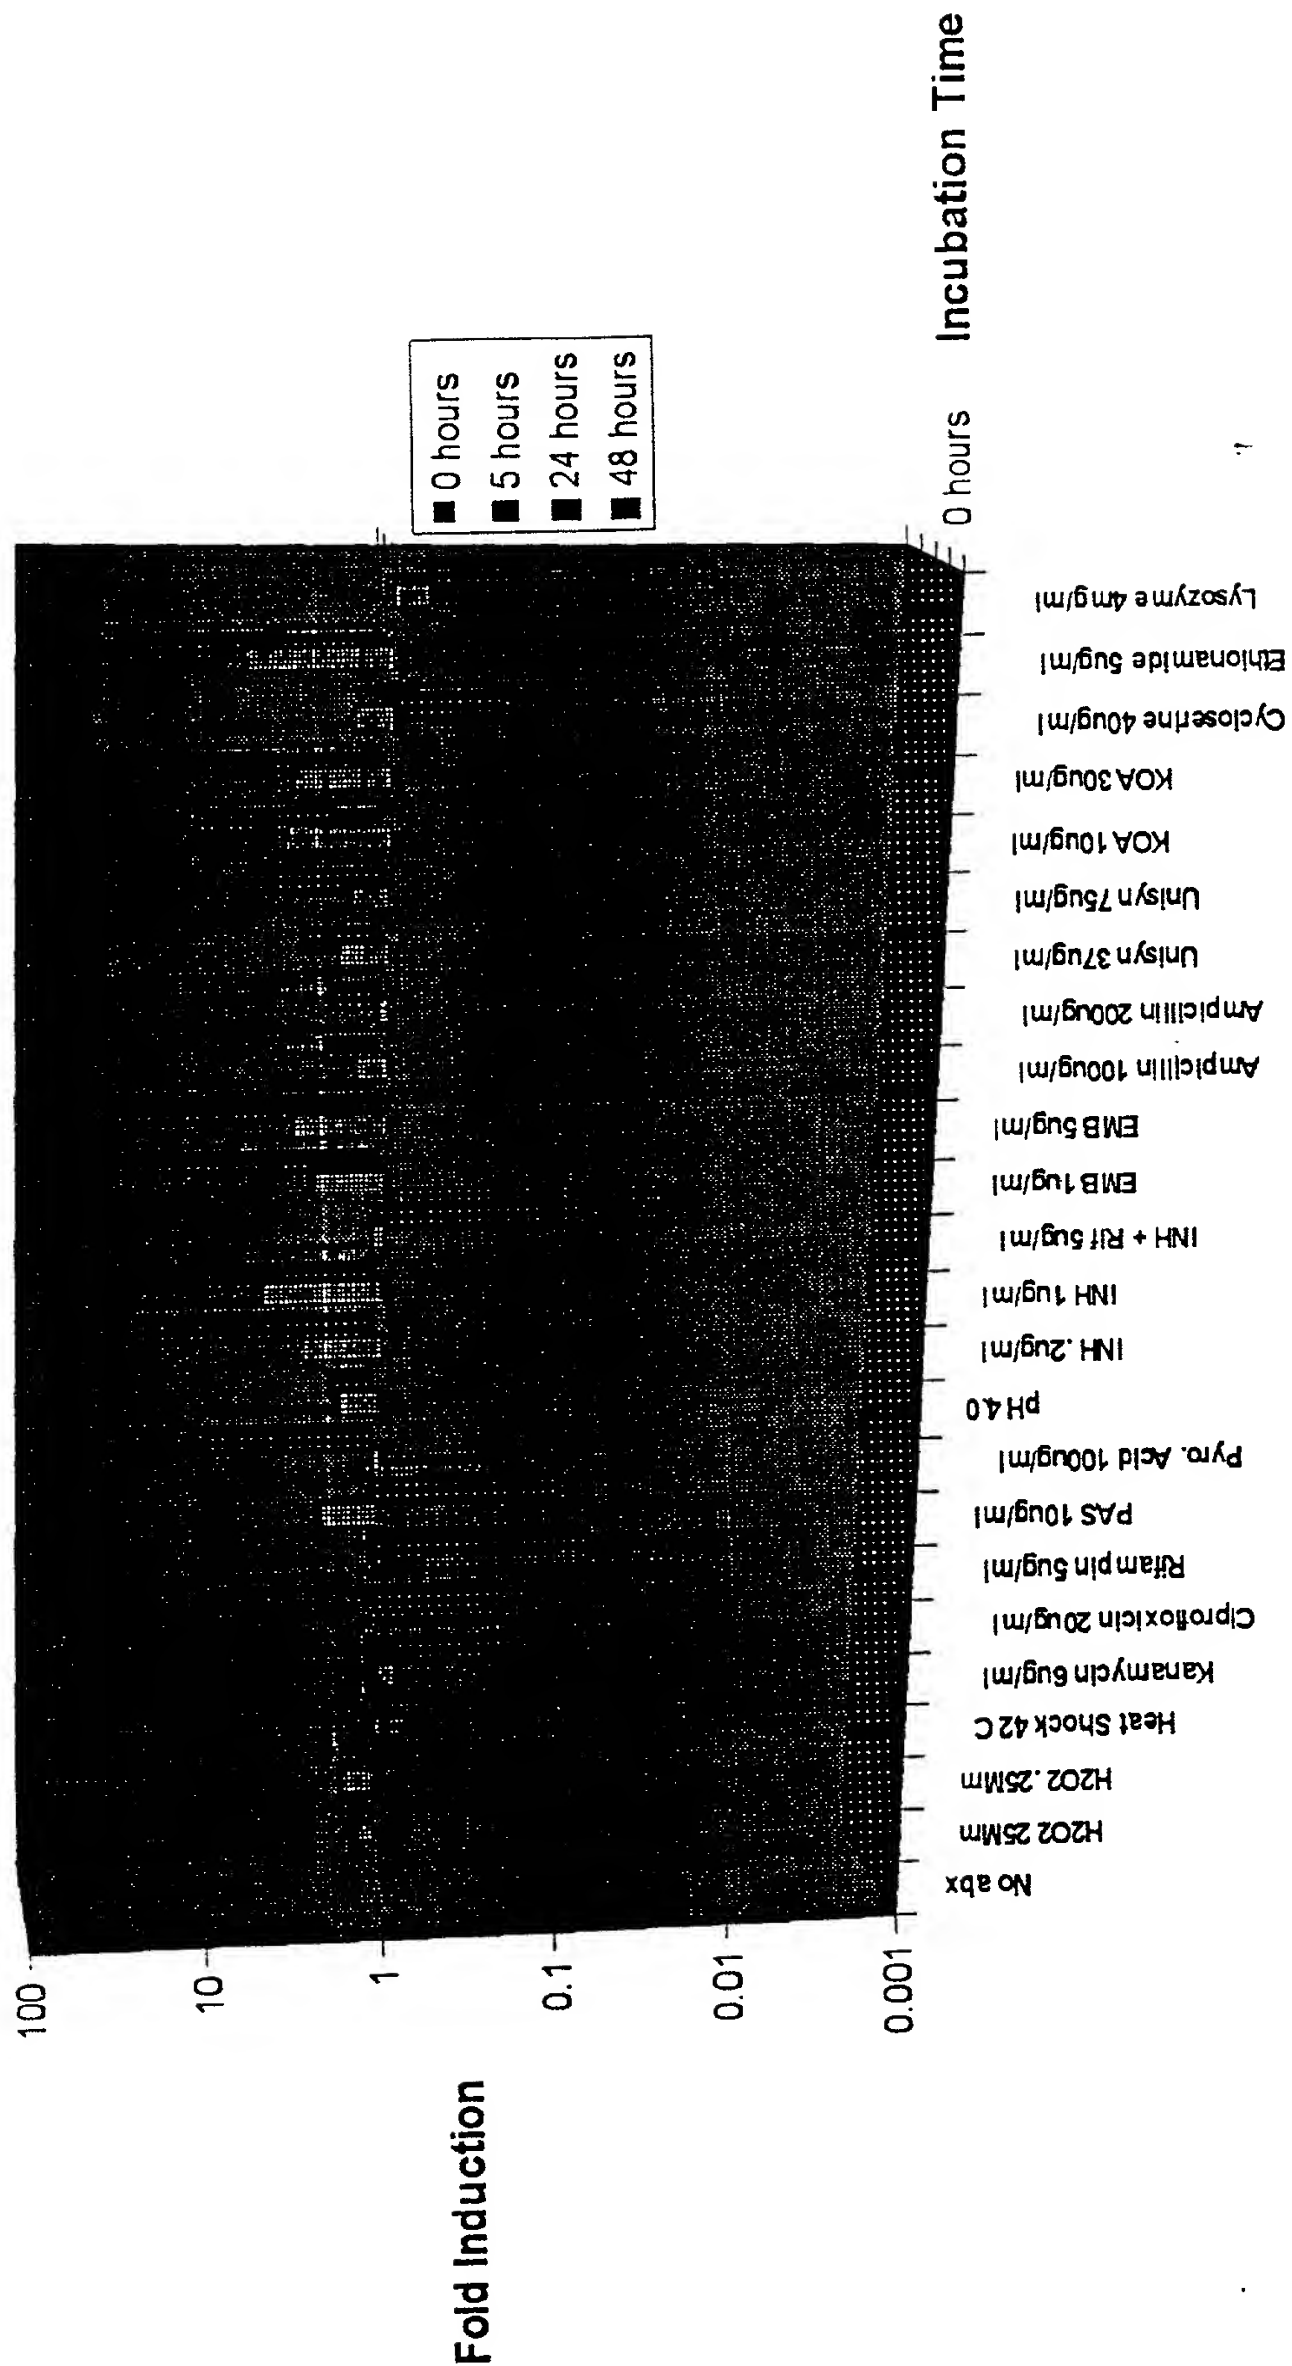 Fold Induction
100
10
1
0.1
0.01
0.001
No abx
H2O2 25Mm
H2O2 .25Mm
Heat Shock 42 C
Kanamycin 6ug/ml
Ciprofloxicin 20ug/ml
Rifampin 5ug/ml
PAS 10ug/ml
Pyro. Acid 100ug/ml
pH 4.0
INH .2ug/ml
INH 1ug/ml
INH + Rif 5ug/ml
EMB 1ug/ml
EMB 5ug/ml
Ampicillin 100ug/ml
Ampicillin 200ug/ml
Unisyn 37ug/ml
Unisyn 75ug/ml
KOA 10ug/ml
KOA 30ug/ml
Cycloserine 40ug/ml
Ethionamide 5ug/ml
Lysozyme 4mg/ml
0 hours
Incubation Time
0 hours
5 hours
24 hours
48 hours